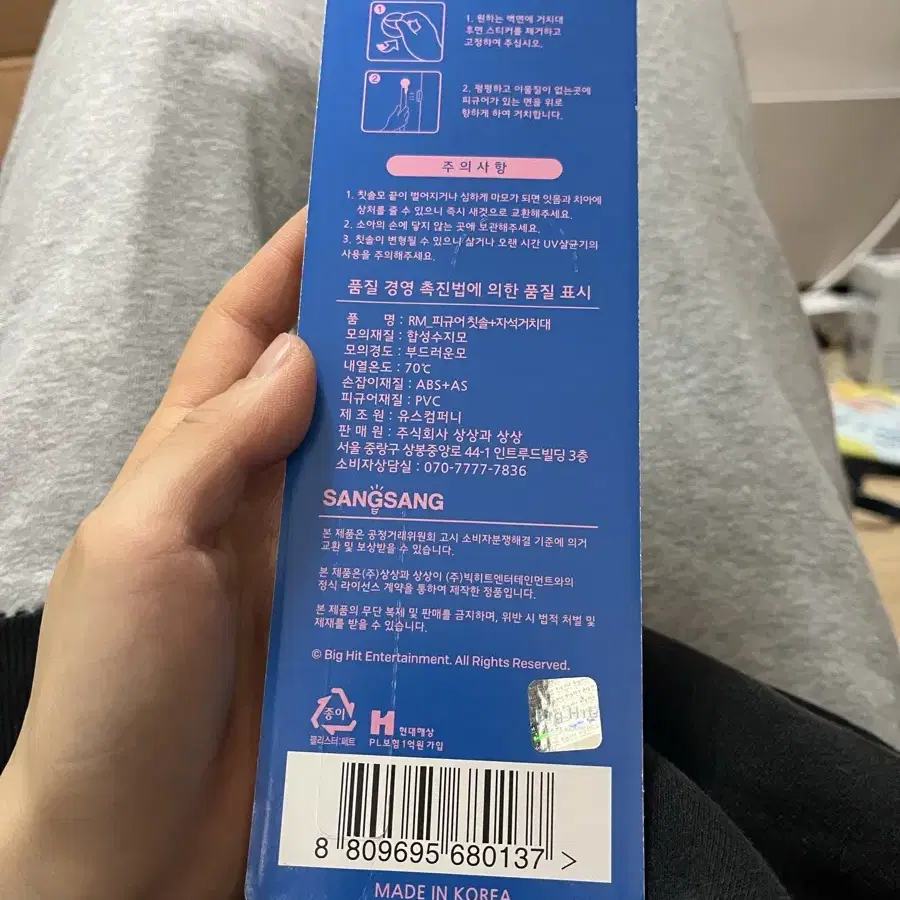 1
1. 원하는 벽면에 거치대
후면 스티커를 제거하고
고정하여 주십시오.
2
2. 평평하고 이물질이 없는곳에
피규어가 있는 면을 위로
향하게 하여 거치합니다.
주의사항
1. 칫솔모 끝이 벌어지거나 심하게 마모가 되면 잇몸과 치아에
상처를 줄 수 있으니 즉시 새것으로 교환해주세요.
2. 소아의 손에 닿지 않는 곳에 보관해주세요.
3. 칫솔이 변형될 수 있으니 삶거나 오랜 시간 UV살균기의
사용을 주의해주세요.
품질 경영 촉진법에 의한 품질 표시
품 명 : RM_피규어 칫솔+자석거치대
모의재질 : 합성수지모
모의경도 : 부드러운모
내열온도 : 70℃
손잡이재질 : ABS+AS
피규어재질 : PVC
제 조 원 : 유스컴퍼니
판 매 원 : 주식회사 상상과 상상
서울 중랑구 상봉중앙로 44-1 인트루드빌딩 3층
소비자상담실 : 070-7777-7836
SANGSANG
본 제품은 공정거래위원회 고시 소비자분쟁해결 기준에 의거
교환 및 보상받을 수 있습니다.
본 제품은(주)상상과 상상이 (주)빅히트엔터테인먼트와의
정식 라이선스 계약을 통하여 제작한 정품입니다.
본 제품의 무단 복제 및 판매를 금지하며, 위반 시 법적 처벌 및
제재를 받을 수 있습니다.
© Big Hit Entertainment. All Rights Reserved.
종이
블리스터:페트
H 현대해상
PL보험 1억원 가입
Big Hit
8 809695 680137 >
MADE IN KOREA